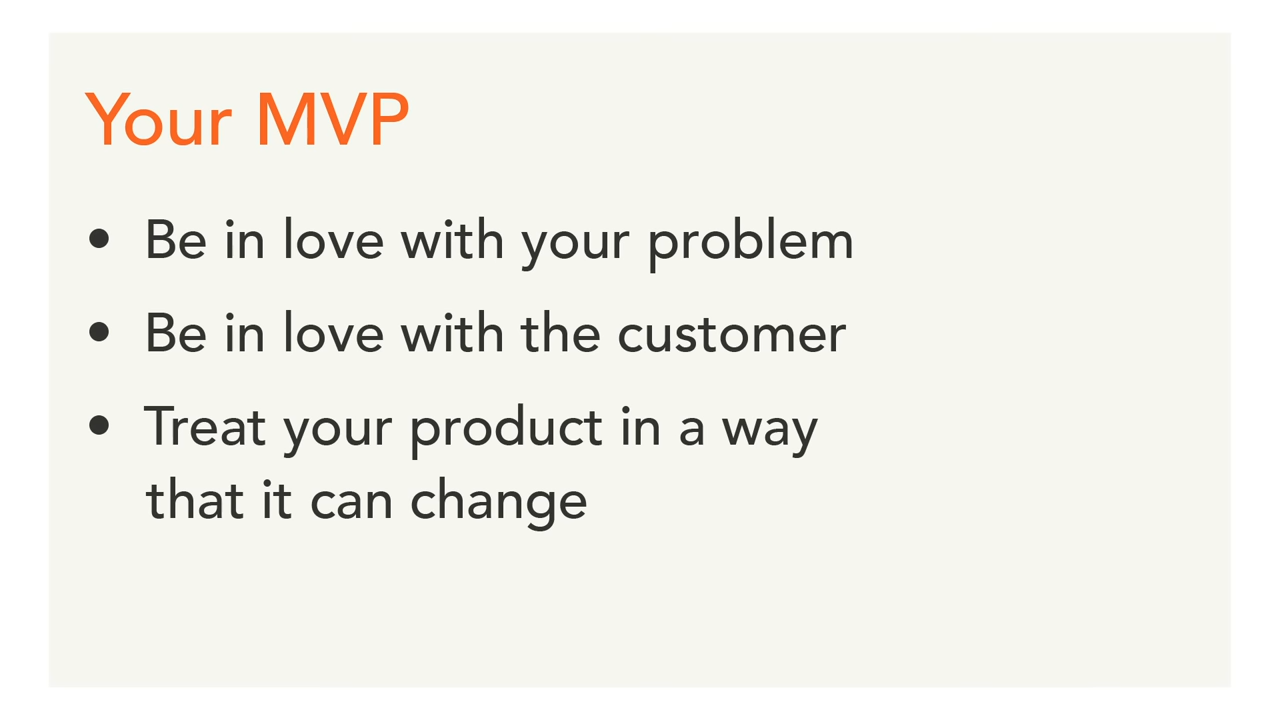 Your MVP
• Be in love with your problem
• Be in love with the customer
• Treat your product in a way
that it can change